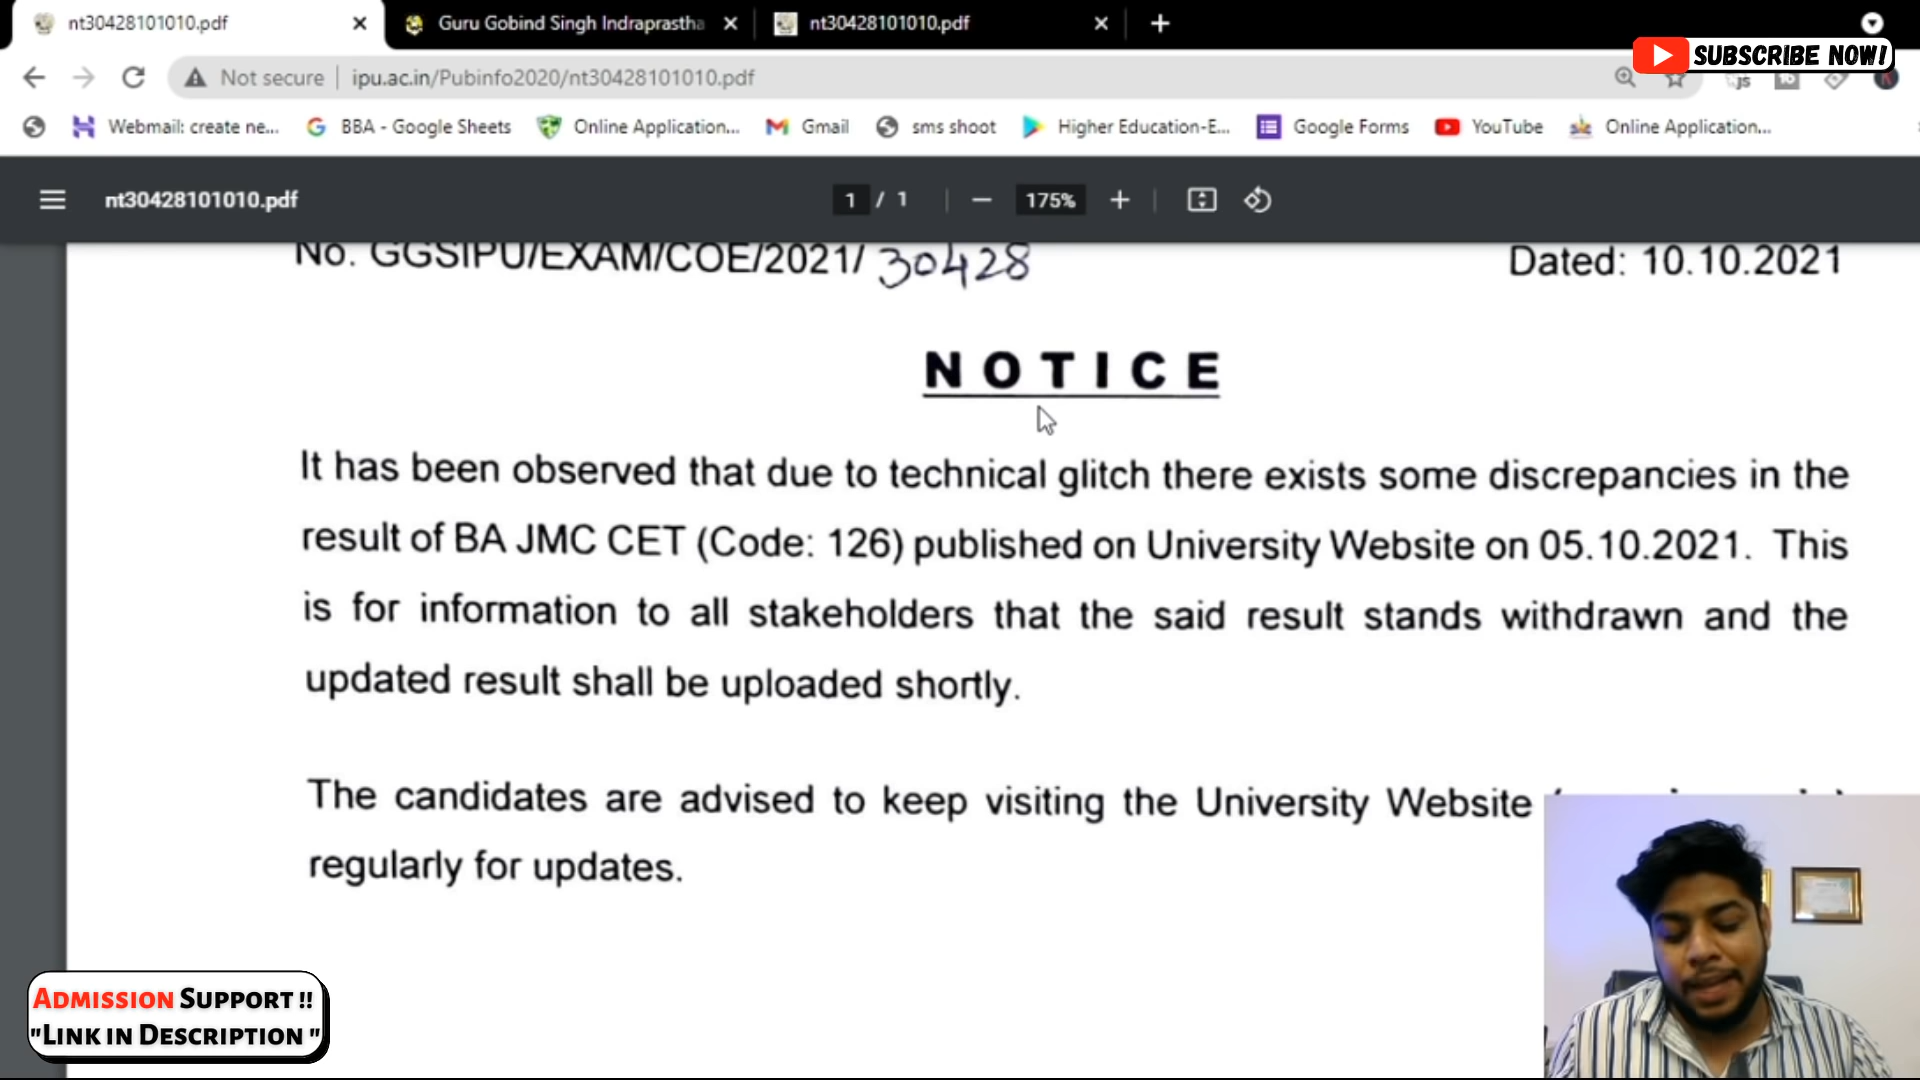 nt30428101010.pdf
Guru Gobind Singh Indraprastha
nt30428101010.pdf
SUBSCRIBE NOW!
Not secure
ipu.ac.in/Pubinfo2020/nt30428101010.pdf
Webmail: create ne...
BBA - Google Sheets
Online Application...
Gmail
sms shoot
Higher Education-E...
Google Forms
YouTube
Online Application...
nt30428101010.pdf
1 / 1
175%
No. GGSIPU/EXAM/COE/2021/ 30428
Dated: 10.10.2021
NOTICE
It has been observed that due to technical glitch there exists some discrepancies in the
result of BA JMC CET (Code: 126) published on University Website on 05.10.2021. This
is for information to all stakeholders that the said result stands withdrawn and the
updated result shall be uploaded shortly.
The candidates are advised to keep visiting the University Website
regularly for updates.
ADMISSION SUPPORT !!
"LINK IN DESCRIPTION "